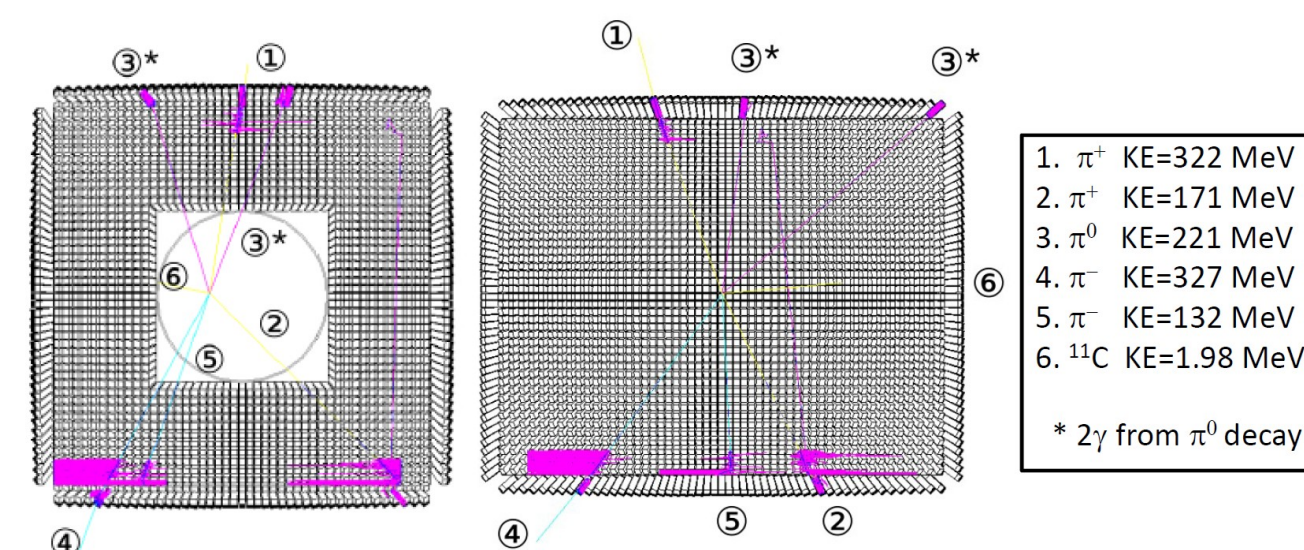 ③* ①
⑥ ③*
②
⑤
④
① ③* ③*
⑥
④ ⑤ ②
1. π⁺ KE=322 MeV
2. π⁺ KE=171 MeV
3. π⁰ KE=221 MeV
4. π⁻ KE=327 MeV
5. π⁻ KE=132 MeV
6. ¹¹C KE=1.98 MeV
* 2γ from π⁰ decay